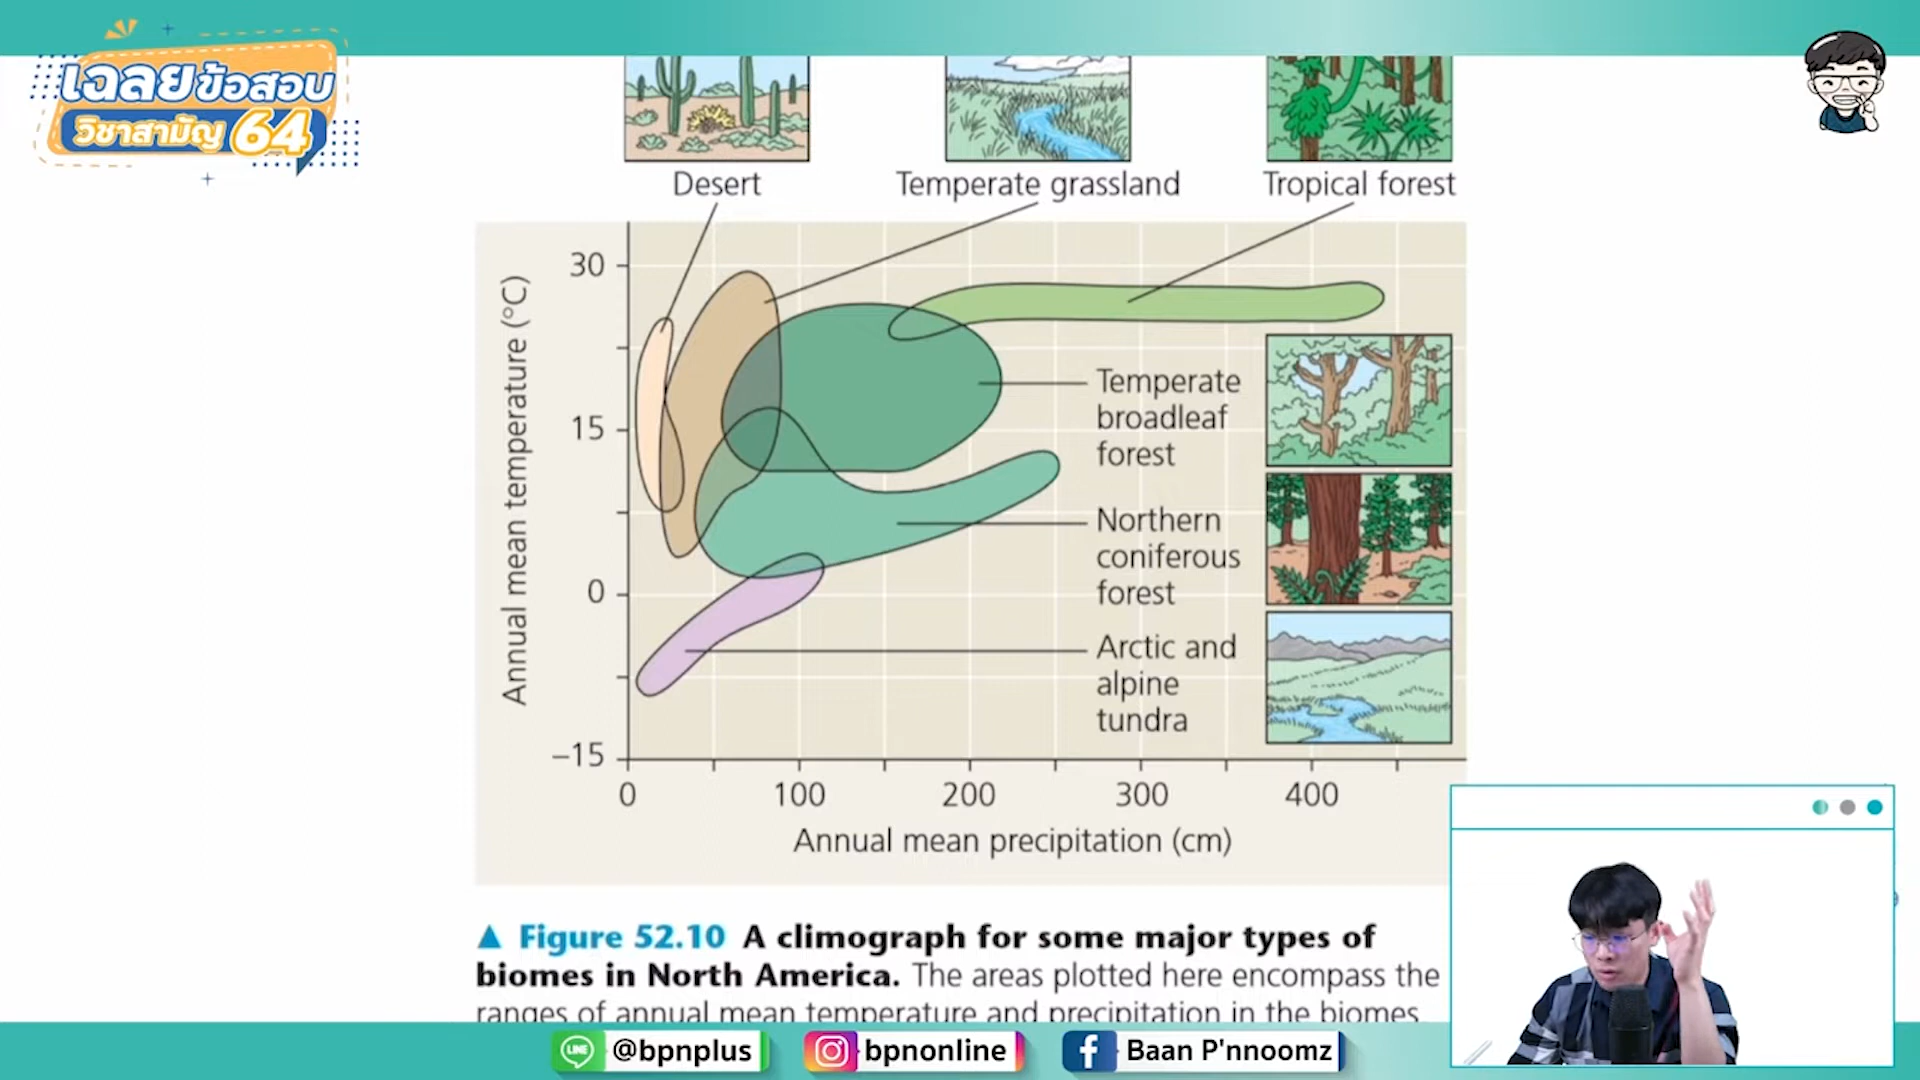 เฉลยข้อสอบ
วิชาสามัญ 64
Desert
Temperate grassland
Tropical forest
Annual mean temperature (°C)
30
15
0
–15
Temperate
broadleaf
forest
Northern
coniferous
forest
Arctic and
alpine
tundra
0
100
200
300
400
Annual mean precipitation (cm)
▲ Figure 52.10 A climograph for some major types of
biomes in North America. The areas plotted here encompass the
ranges of annual mean temperature and precipitation in the biomes
LINE
@bpnplus
bpnonline
Baan P'nnoomz